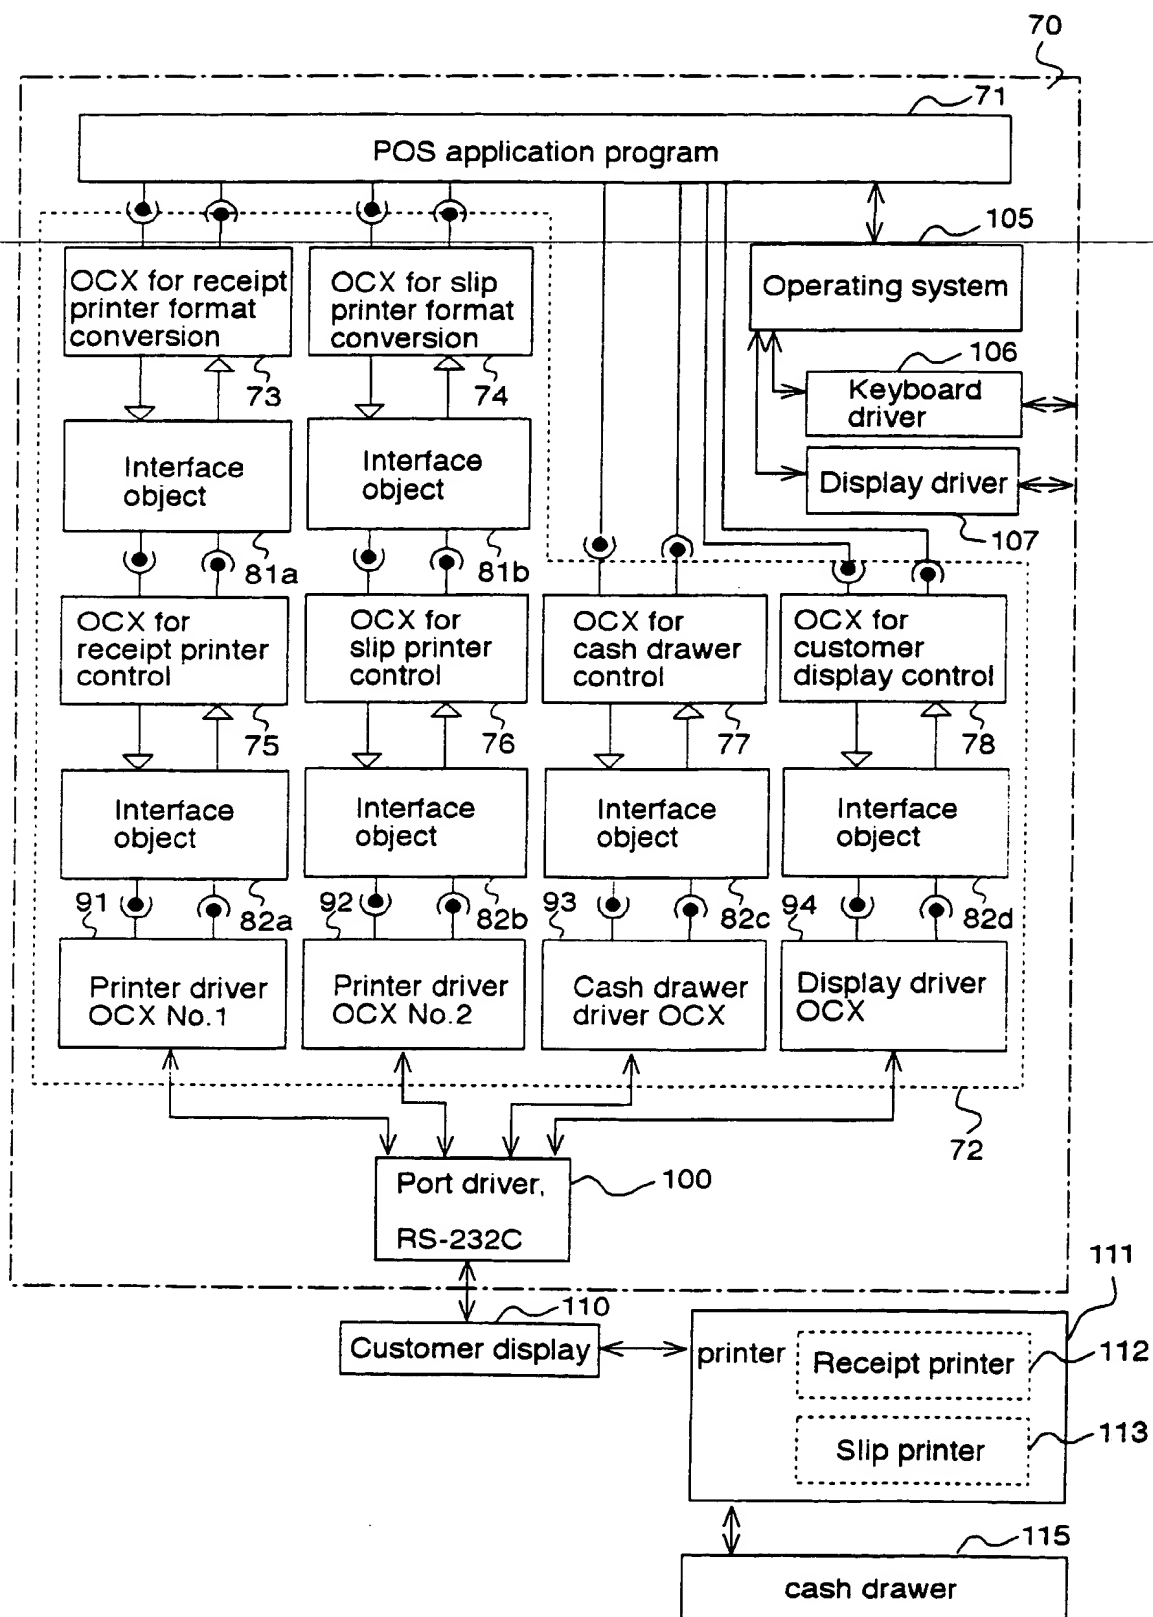 70
71
POS application program
105
OCX for receipt
printer format
conversion
OCX for slip
printer format
conversion
Operating system
73
74
106
Keyboard
driver
Interface
object
Interface
object
Display driver
107
81a
81b
OCX for
receipt printer
control
OCX for
slip printer
control
OCX for
cash drawer
control
OCX for
customer
display control
75
76
77
78
Interface
object
Interface
object
Interface
object
Interface
object
91
82a
92
82b
93
82c
94
82d
Printer driver
OCX No.1
Printer driver
OCX No.2
Cash drawer
driver OCX
Display driver
OCX
72
Port driver,
RS-232C
100
111
110
Customer display
printer
Receipt printer
112
Slip printer
113
115
cash drawer